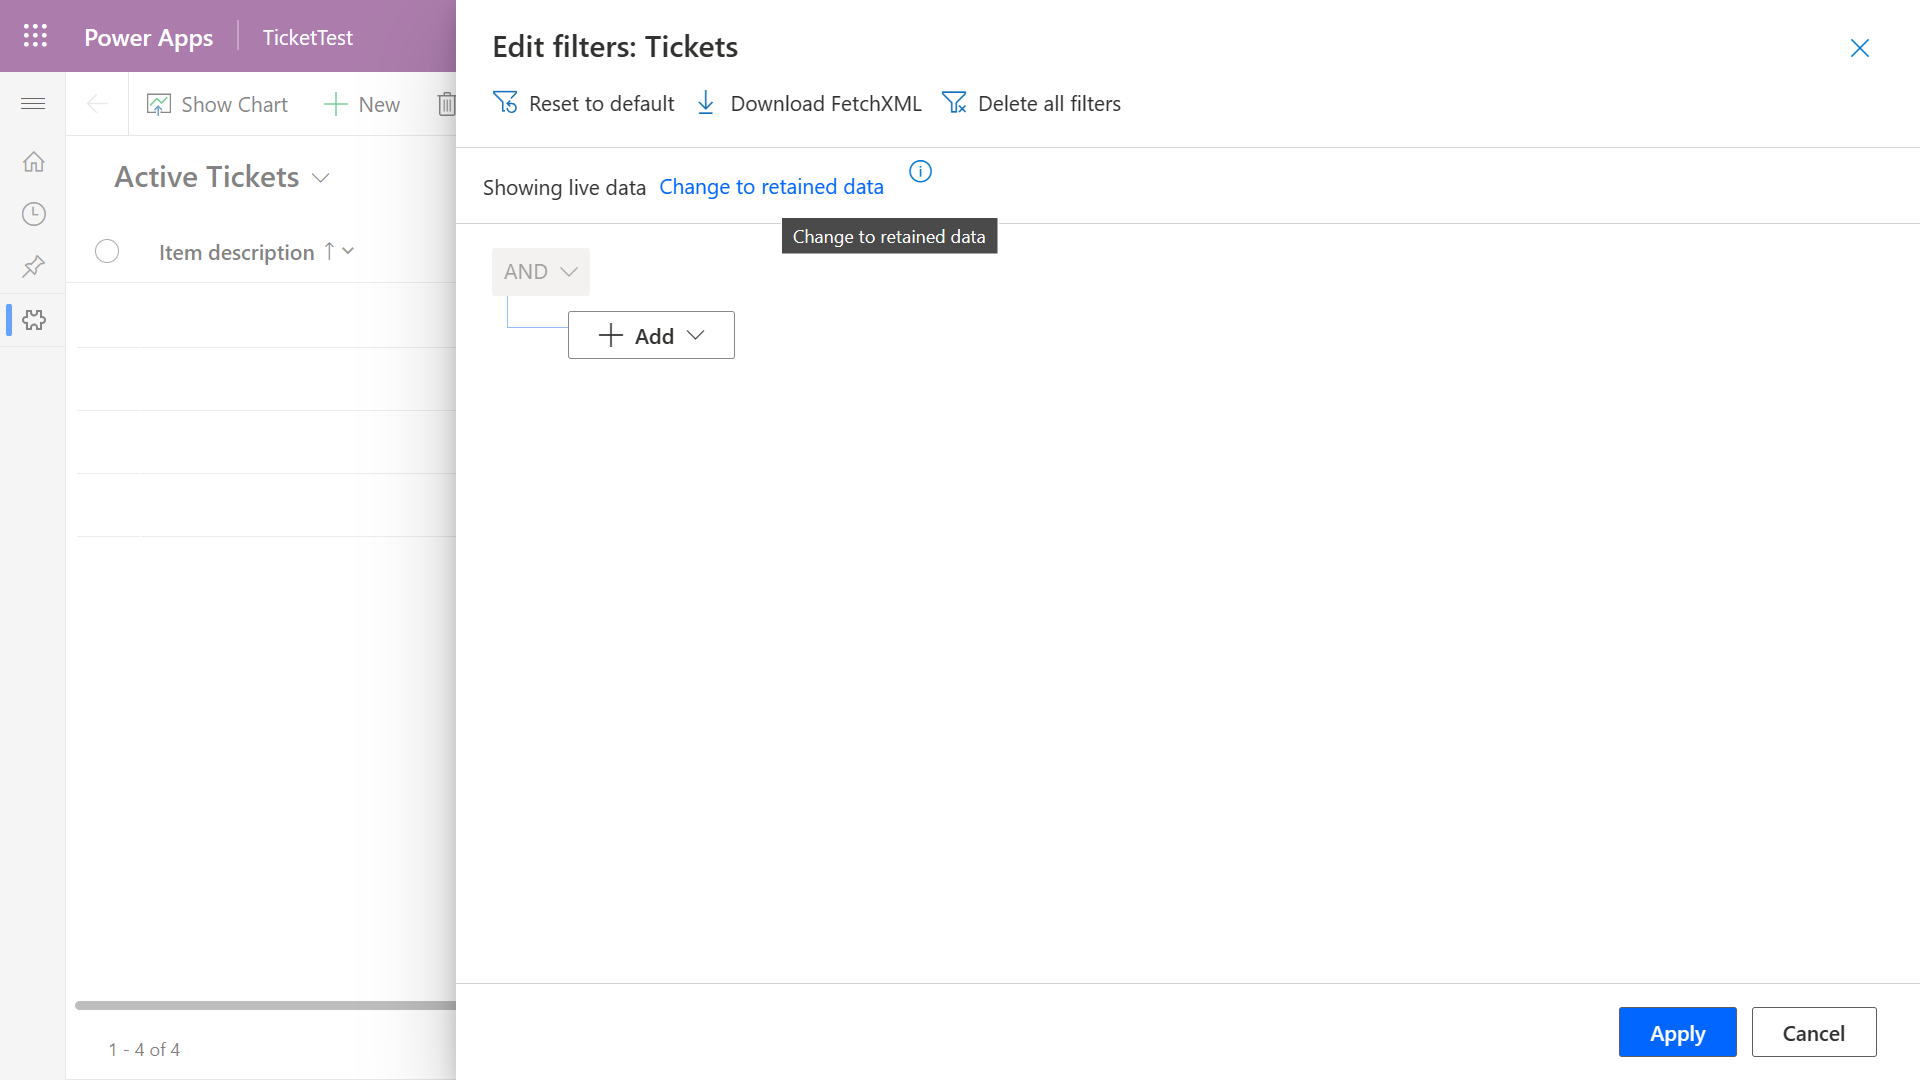 Power Apps
TicketTest
Show Chart
New
Active Tickets
Item description
1 - 4 of 4
Edit filters: Tickets
Reset to default
Download FetchXML
Delete all filters
Showing live data Change to retained data
Change to retained data
AND
Add
Apply
Cancel